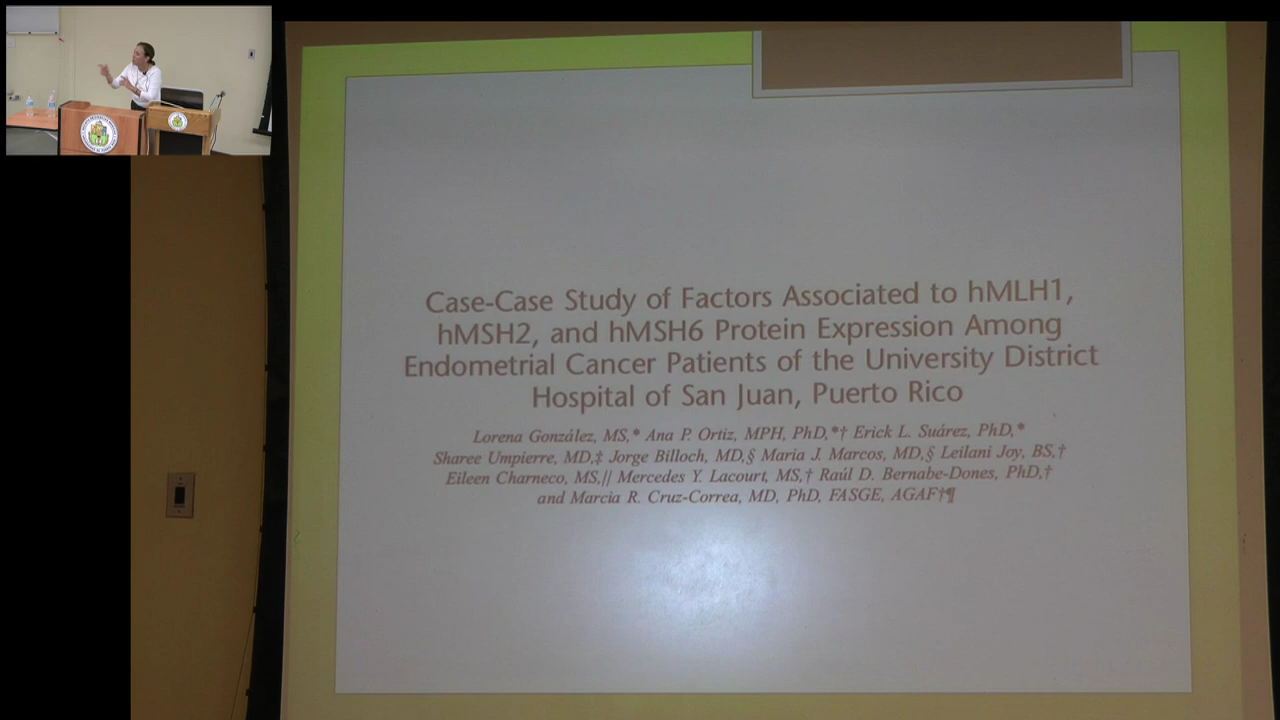 Case-Case Study of Factors Associated to hMLH1,
hMSH2, and hMSH6 Protein Expression Among
Endometrial Cancer Patients of the University District
Hospital of San Juan, Puerto Rico
Lorena González, MS,* Ana P. Ortiz, MPH, PhD,*† Erick L. Suárez, PhD,*
Sharee Umpierre, MD,‡ Jorge Billoch, MD,§ Maria J. Marcos, MD,§ Leilani Joy, BS,†
Eileen Charneco, MS,// Mercedes Y. Lacourt, MS,† Raúl D. Bernabe-Dones, PhD,†
and Marcia R. Cruz-Correa, MD, PhD, FASGE, AGAF†¶